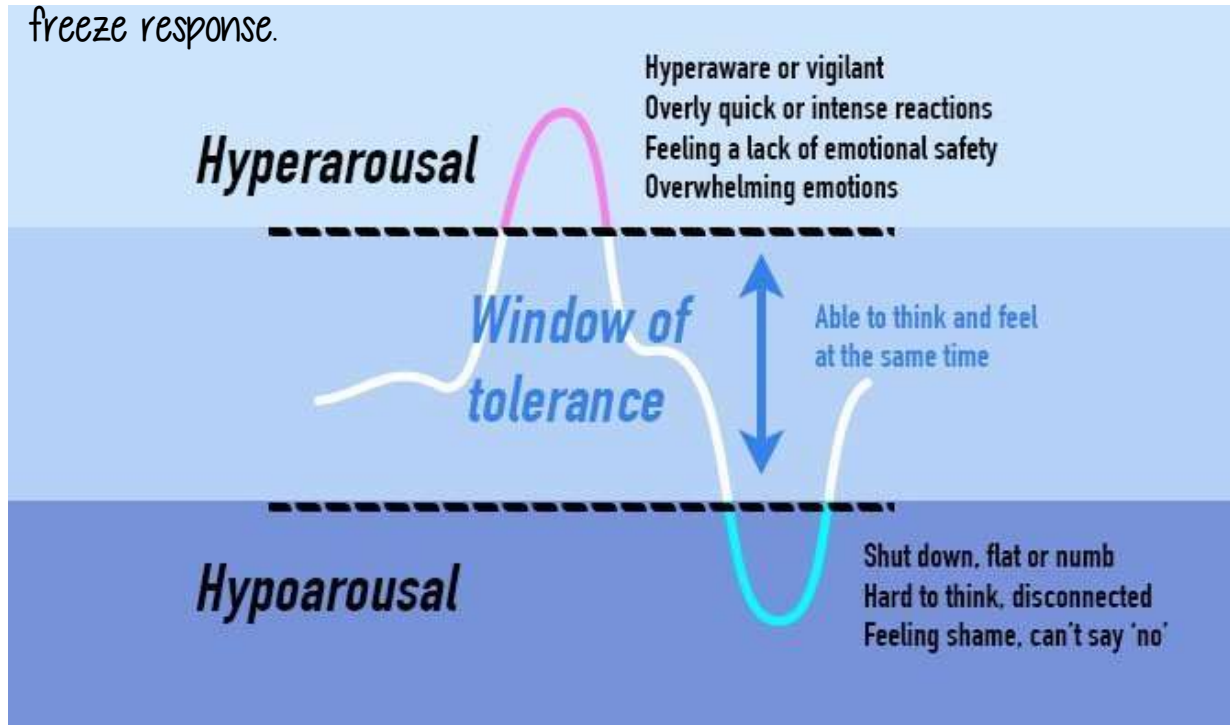 freeze response.
Hyperaware or vigilant
Overly quick or intense reactions
Feeling a lack of emotional safety
Overwhelming emotions
Hyperarousal
Window of
tolerance
Able to think and feel
at the same time
Hypoarousal
Shut down, flat or numb
Hard to think, disconnected
Feeling shame, can't say 'no'